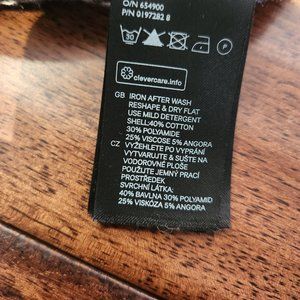 O/N 654900
P/N 0197282 8
30
P
clevercare.info
GB IRON AFTER WASH
RESHAPE & DRY FLAT
USE MILD DETERGENT
SHELL:40% COTTON
30% POLYAMIDE
25% VISCOSE 5% ANGORA
CZ VYŽEHLETE PO VYPRÁNÍ
VYTVARUJTE & SUŠTE NA
VODOROVNÉ PLOŠE
POUŽIJTE JEMNÝ PRACÍ
PROSTŘEDEK
SVRCHNÍ LÁTKA:
40% BAVLNA 30% POLYAMID
25% VISKÓZA 5% ANGORA